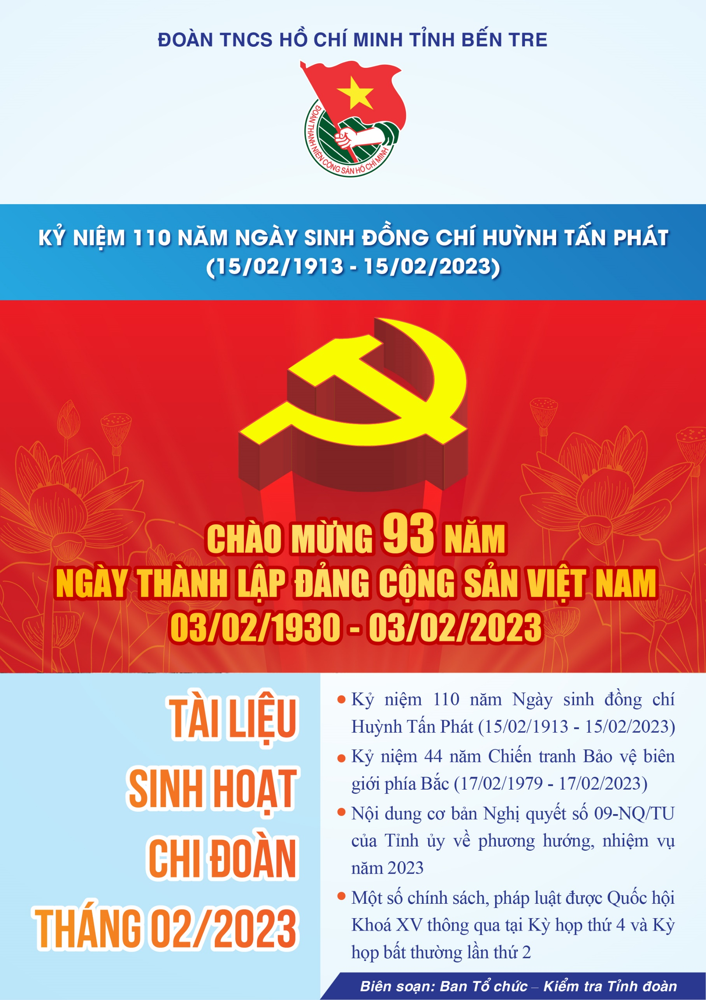 ĐOÀN TNCS HỒ CHÍ MINH TỈNH BẾN TRE
ĐOÀN THANH NIÊN CỘNG SẢN HỒ CHÍ MINH
KỶ NIỆM 110 NĂM NGÀY SINH ĐỒNG CHÍ HUỲNH TẤN PHÁT
(15/02/1913 - 15/02/2023)
CHÀO MỪNG 93 NĂM
NGÀY THÀNH LẬP ĐẢNG CỘNG SẢN VIỆT NAM
03/02/1930 - 03/02/2023
TÀI LIỆU
SINH HOẠT
CHI ĐOÀN
THÁNG 02/2023
• Kỷ niệm 110 năm Ngày sinh đồng chí
Huỳnh Tấn Phát (15/02/1913 - 15/02/2023)
• Kỷ niệm 44 năm Chiến tranh Bảo vệ biên
giới phía Bắc (17/02/1979 - 17/02/2023)
• Nội dung cơ bản Nghị quyết số 09-NQ/TU
của Tỉnh ủy về phương hướng, nhiệm vụ
năm 2023
• Một số chính sách, pháp luật được Quốc hội
Khoá XV thông qua tại Kỳ họp thứ 4 và Kỳ
họp bất thường lần thứ 2
Biên soạn: Ban Tổ chức – Kiểm tra Tỉnh đoàn